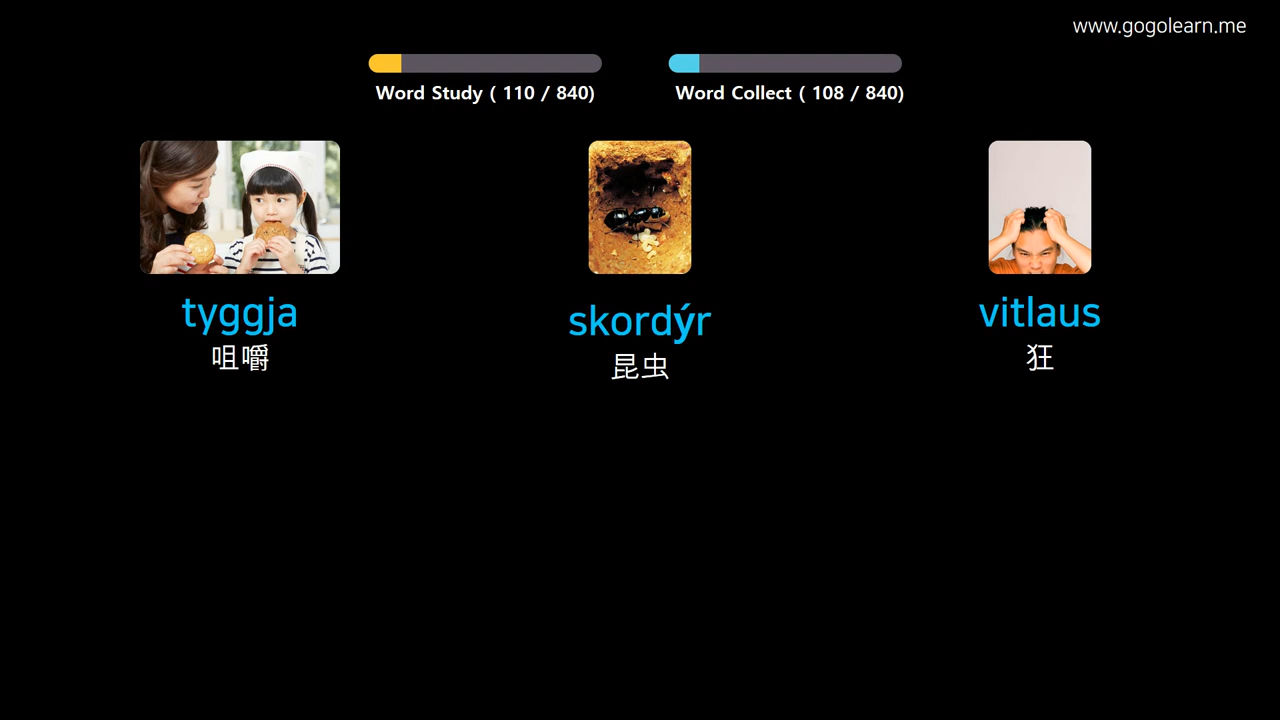 www.gogolearn.me
Word Study ( 110 / 840)
Word Collect ( 108 / 840)
tyggja
咀嚼
skordýr
昆虫
vitlaus
狂